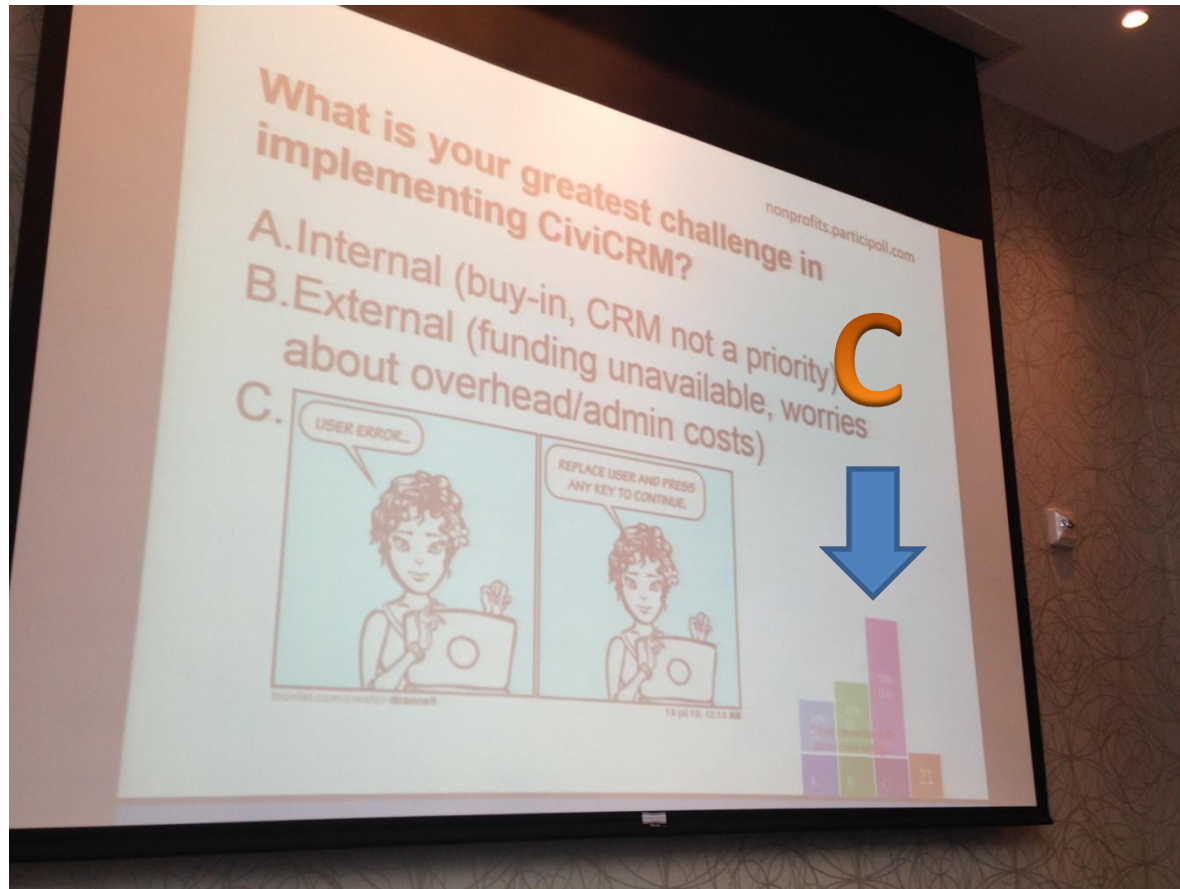 What is your greatest challenge in
implementing CiviCRM?
nonprofits.participoll.com
A.Internal (buy-in, CRM not a priority)
B.External (funding unavailable, worries
about overhead/admin costs)
C.
USER ERROR...
REPLACE USER AND PRESS
ANY KEY TO CONTINUE.
C
A B C 21